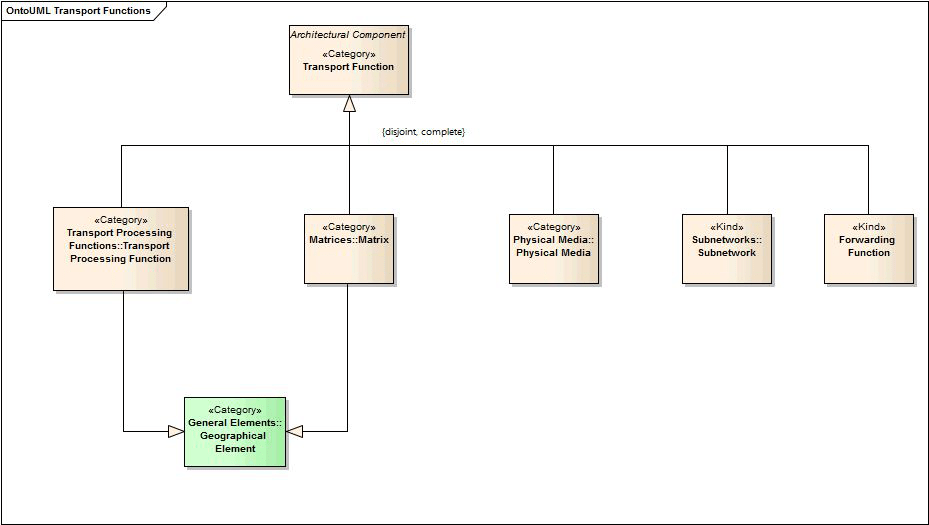 OntoUML Transport Functions
Architectural Component
«Category»
Transport Function
{disjoint, complete}
«Category»
Transport Processing
Functions::Transport
Processing Function
«Category»
Matrices::Matrix
«Category»
Physical Media::
Physical Media
«Kind»
Subnetworks::
Subnetwork
«Kind»
Forwarding
Function
«Category»
General Elements::
Geographical
Element